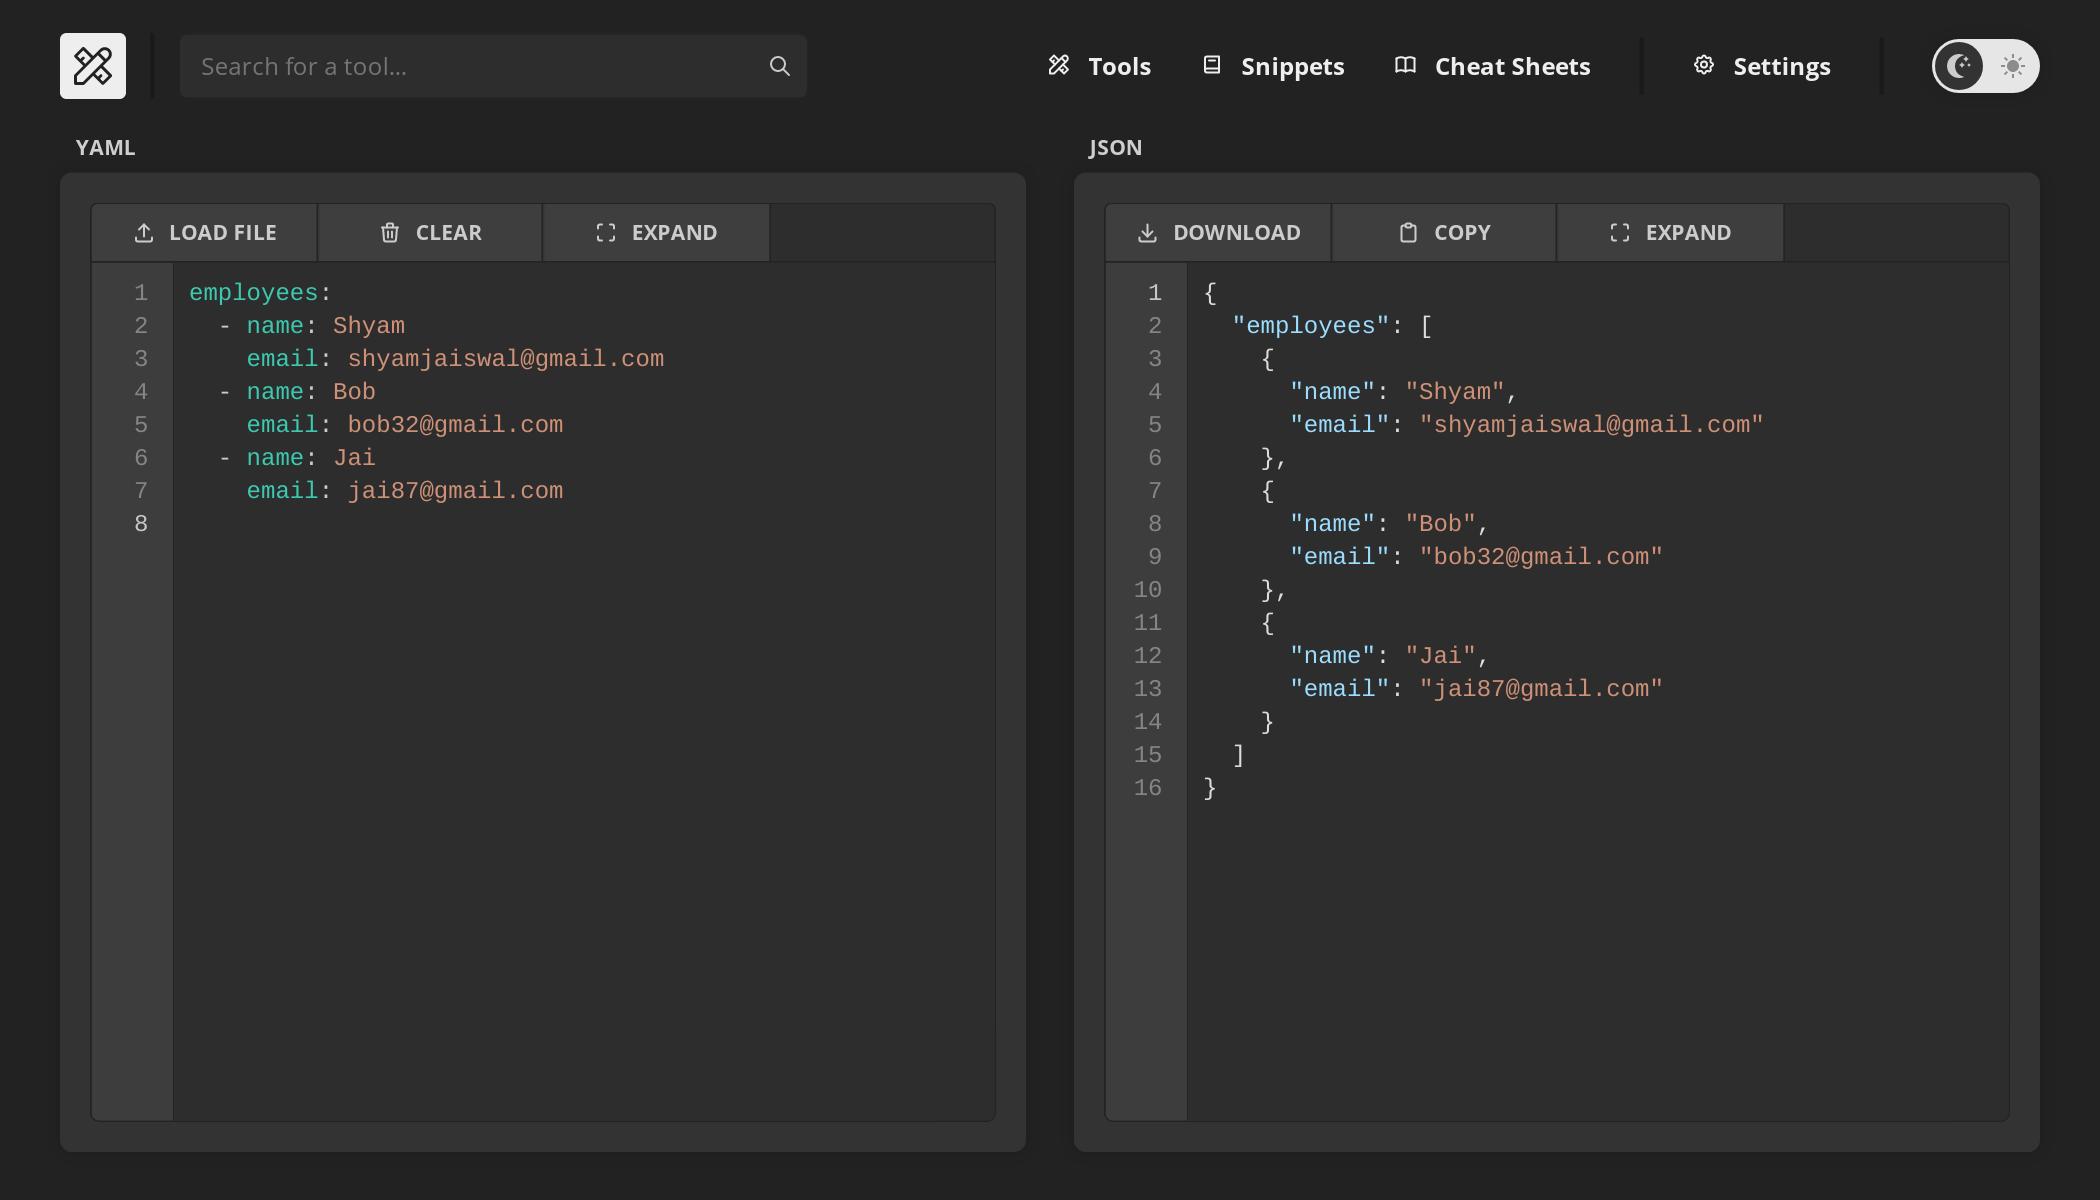 Search for a tool...
Tools Snippets Cheat Sheets Settings
YAML
LOAD FILE CLEAR EXPAND
1 employees:
2   - name: Shyam
3     email: shyamjaiswal@gmail.com
4   - name: Bob
5     email: bob32@gmail.com
6   - name: Jai
7     email: jai87@gmail.com
8
JSON
DOWNLOAD COPY EXPAND
1 {
2   "employees": [
3     {
4       "name": "Shyam",
5       "email": "shyamjaiswal@gmail.com"
6     },
7     {
8       "name": "Bob",
9       "email": "bob32@gmail.com"
10     },
11     {
12       "name": "Jai",
13       "email": "jai87@gmail.com"
14     }
15   ]
16 }